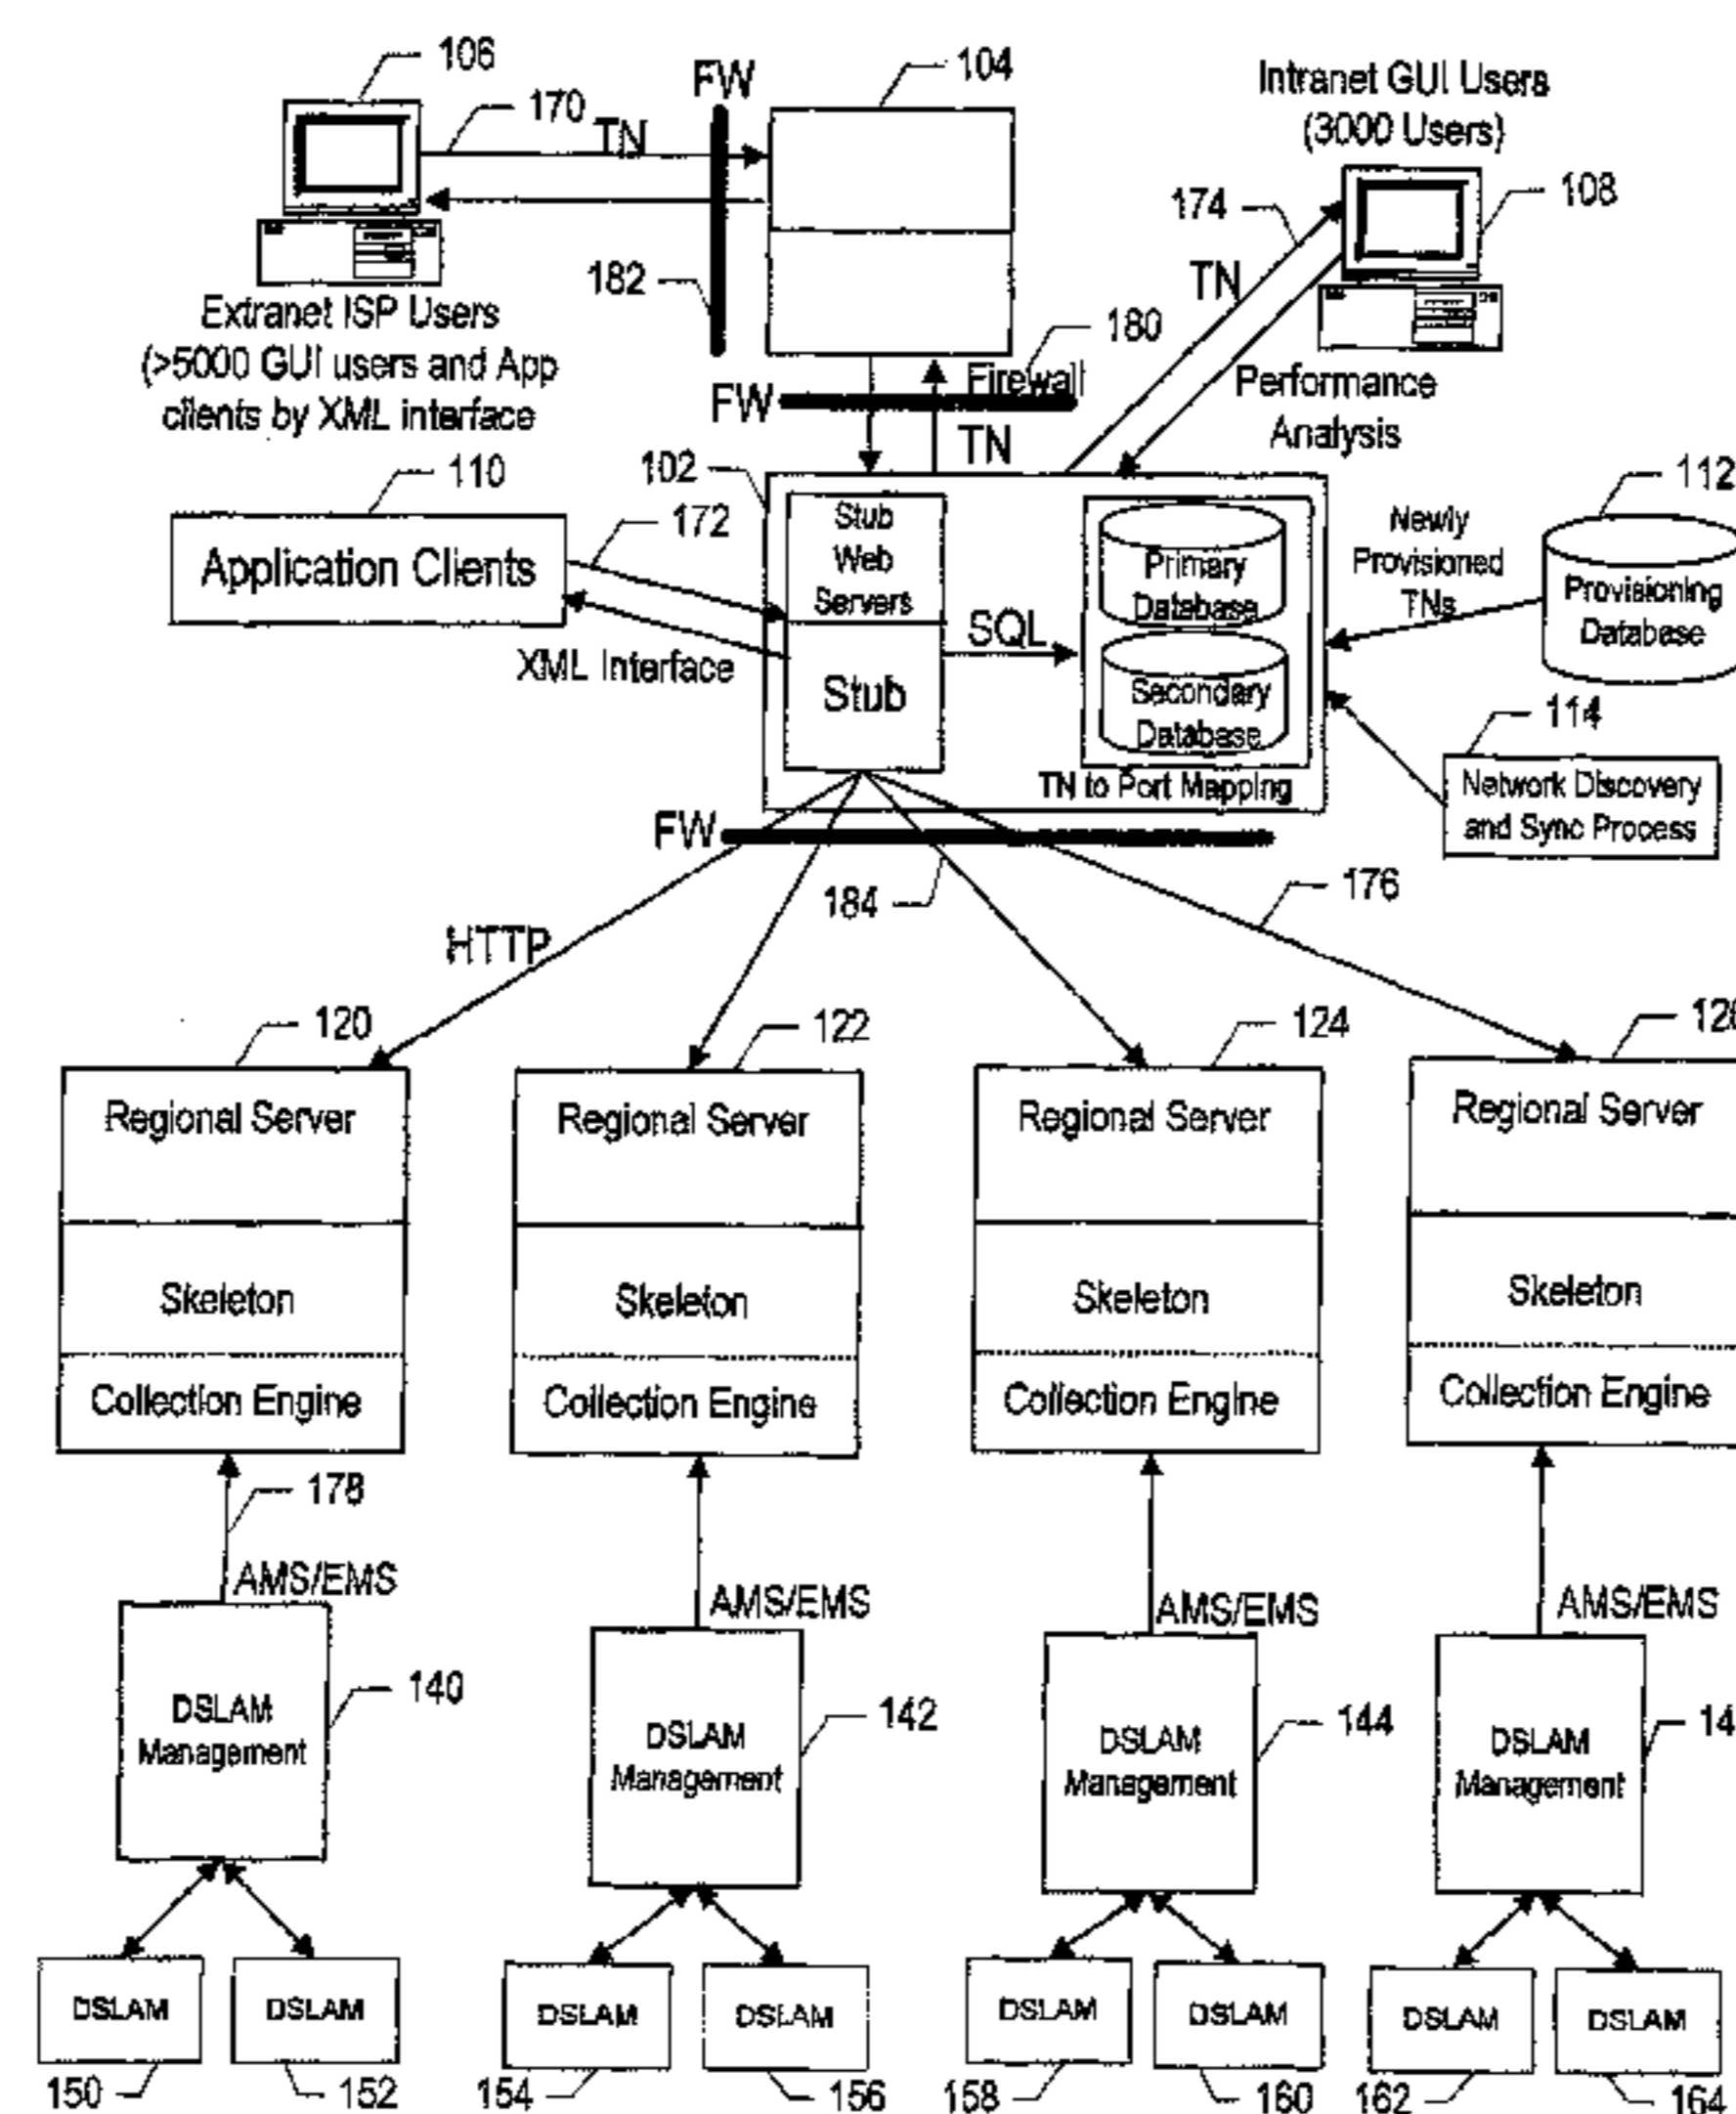 106
FW
104
Intranet GUI Users
(3000 Users)
170
TN
108
174
TN
182
Extranet ISP Users
(>5000 GUI users and App
clients by XML interface
180
Firewall
FW
TN
Performance
Analysis
110
102
112
172
Application Clients
Stub
Web
Servers
Primary
Database
Newly
Provisioned
TNs
Provisioning
Database
SQL
XML Interface
Stub
Secondary
Database
114
TN to Port Mapping
Network Discovery
and Sync Process
FW
184
176
HTTP
120
122
124
Regional Server
Regional Server
Regional Server
Regional Server
Skeleton
Skeleton
Skeleton
Skeleton
Collection Engine
Collection Engine
Collection Engine
Collection Engine
178
AMS/EMS
AMS/EMS
AMS/EMS
AMS/EMS
140
142
144
14
DSLAM
Management
DSLAM
Management
DSLAM
Management
DSLAM
Management
DSLAM
DSLAM
DSLAM
DSLAM
DSLAM
DSLAM
DSLAM
DSLAM
150
152
154
156
158
160
162
164